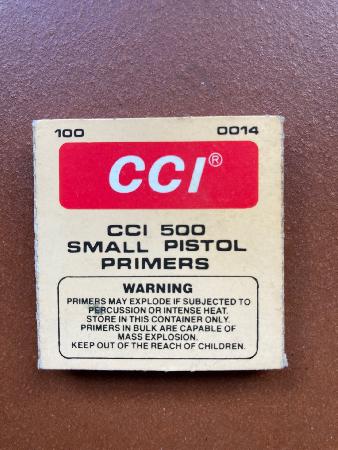 100 0014
CCI®
CCI 500
SMALL PISTOL
PRIMERS
WARNING
PRIMERS MAY EXPLODE IF SUBJECTED TO
PERCUSSION OR INTENSE HEAT.
STORE IN THIS CONTAINER ONLY.
PRIMERS IN BULK ARE CAPABLE OF
MASS EXPLOSION.
KEEP OUT OF THE REACH OF CHILDREN.